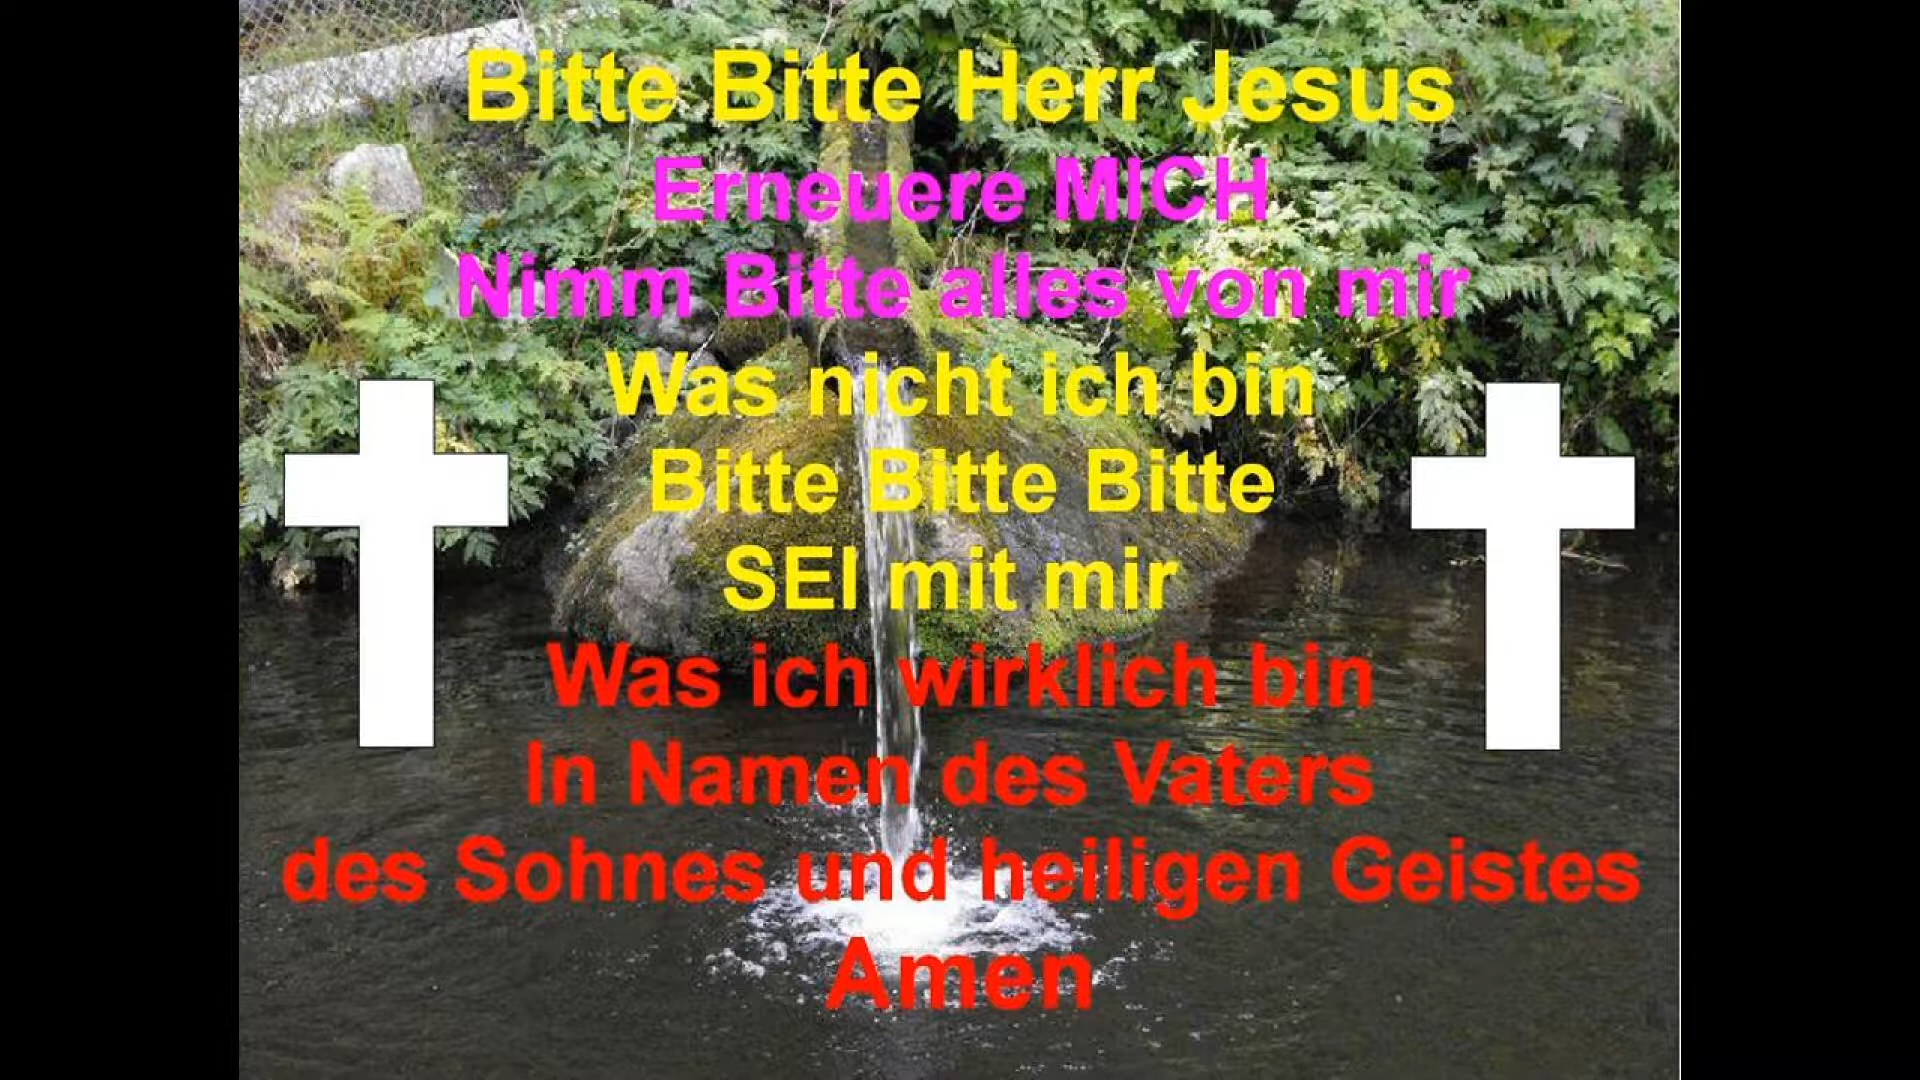 Bitte Bitte Herr Jesus
Erneuere MICH
Nimm Bitte alles von mir
Was nicht ich bin
Bitte Bitte Bitte
SEI mit mir
Was ich wirklich bin
In Namen des Vaters
des Sohnes und heiligen Geistes
Amen